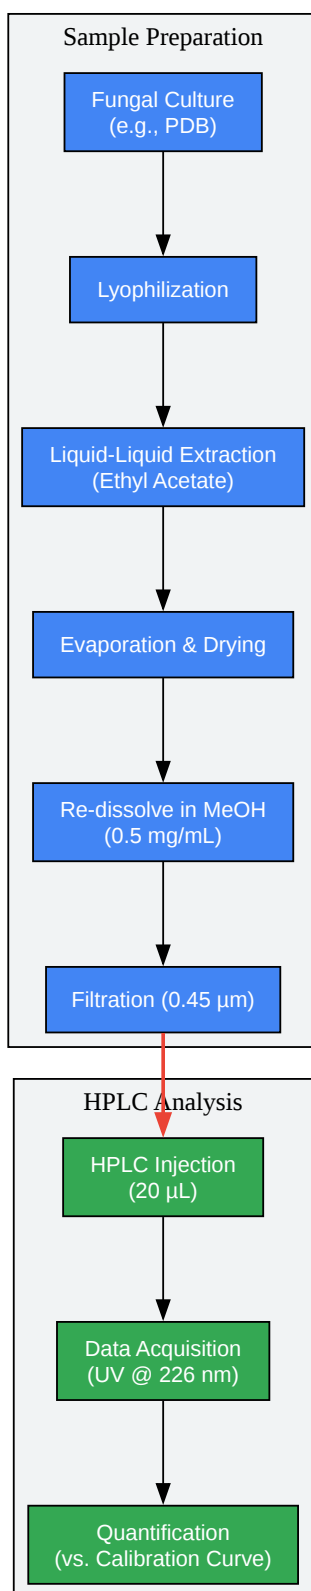 Sample Preparation
Fungal Culture
(e.g., PDB)
Lyophilization
Liquid-Liquid Extraction
(Ethyl Acetate)
Evaporation & Drying
Re-dissolve in MeOH
(0.5 mg/mL)
Filtration (0.45 µm)
HPLC Analysis
HPLC Injection
(20 µL)
Data Acquisition
(UV @ 226 nm)
Quantification
(vs. Calibration Curve)